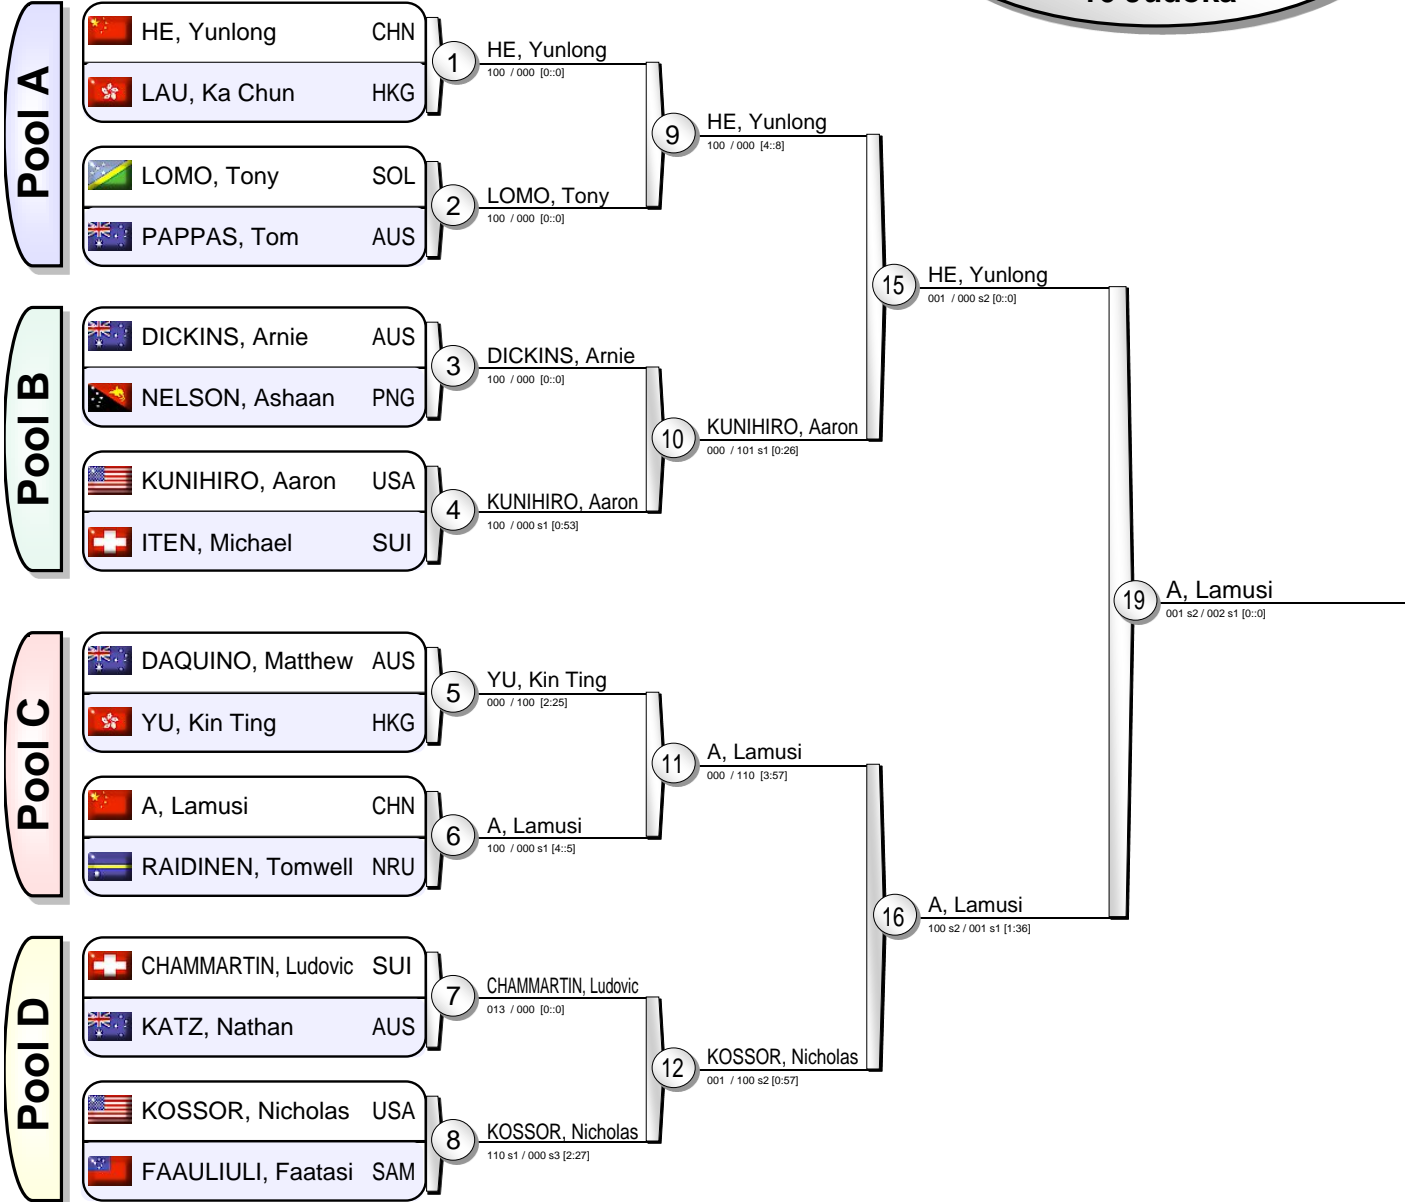 16 Judoka
Pool A
HE, Yunlong CHN
LAU, Ka Chun HKG
LOMO, Tony SOL
PAPPAS, Tom AUS
1
HE, Yunlong
100 / 000 [0::0]
2
LOMO, Tony
100 / 000 [0::0]
9
HE, Yunlong
100 / 000 [4::8]
Pool B
DICKINS, Arnie AUS
NELSON, Ashaan PNG
KUNIHIRO, Aaron USA
ITEN, Michael SUI
3
DICKINS, Arnie
100 / 000 [0::0]
4
KUNIHIRO, Aaron
100 / 000 s1 [0:53]
10
KUNIHIRO, Aaron
000 / 101 s1 [0:26]
15
HE, Yunlong
001 / 000 s2 [0::0]
Pool C
DAQUINO, Matthew AUS
YU, Kin Ting HKG
A, Lamusi CHN
RAIDINEN, Tomwell NRU
5
YU, Kin Ting
000 / 100 [2:25]
6
A, Lamusi
100 / 000 s1 [4::5]
11
A, Lamusi
000 / 110 [3:57]
Pool D
CHAMMARTIN, Ludovic SUI
KATZ, Nathan AUS
KOSSOR, Nicholas USA
FAAULIULI, Faatasi SAM
7
CHAMMARTIN, Ludovic
013 / 000 [0::0]
8
KOSSOR, Nicholas
110 s1 / 000 s3 [2:27]
12
KOSSOR, Nicholas
001 / 100 s2 [0:57]
16
A, Lamusi
100 s2 / 001 s1 [1:36]
19
A, Lamusi
001 s2 / 002 s1 [0::0]